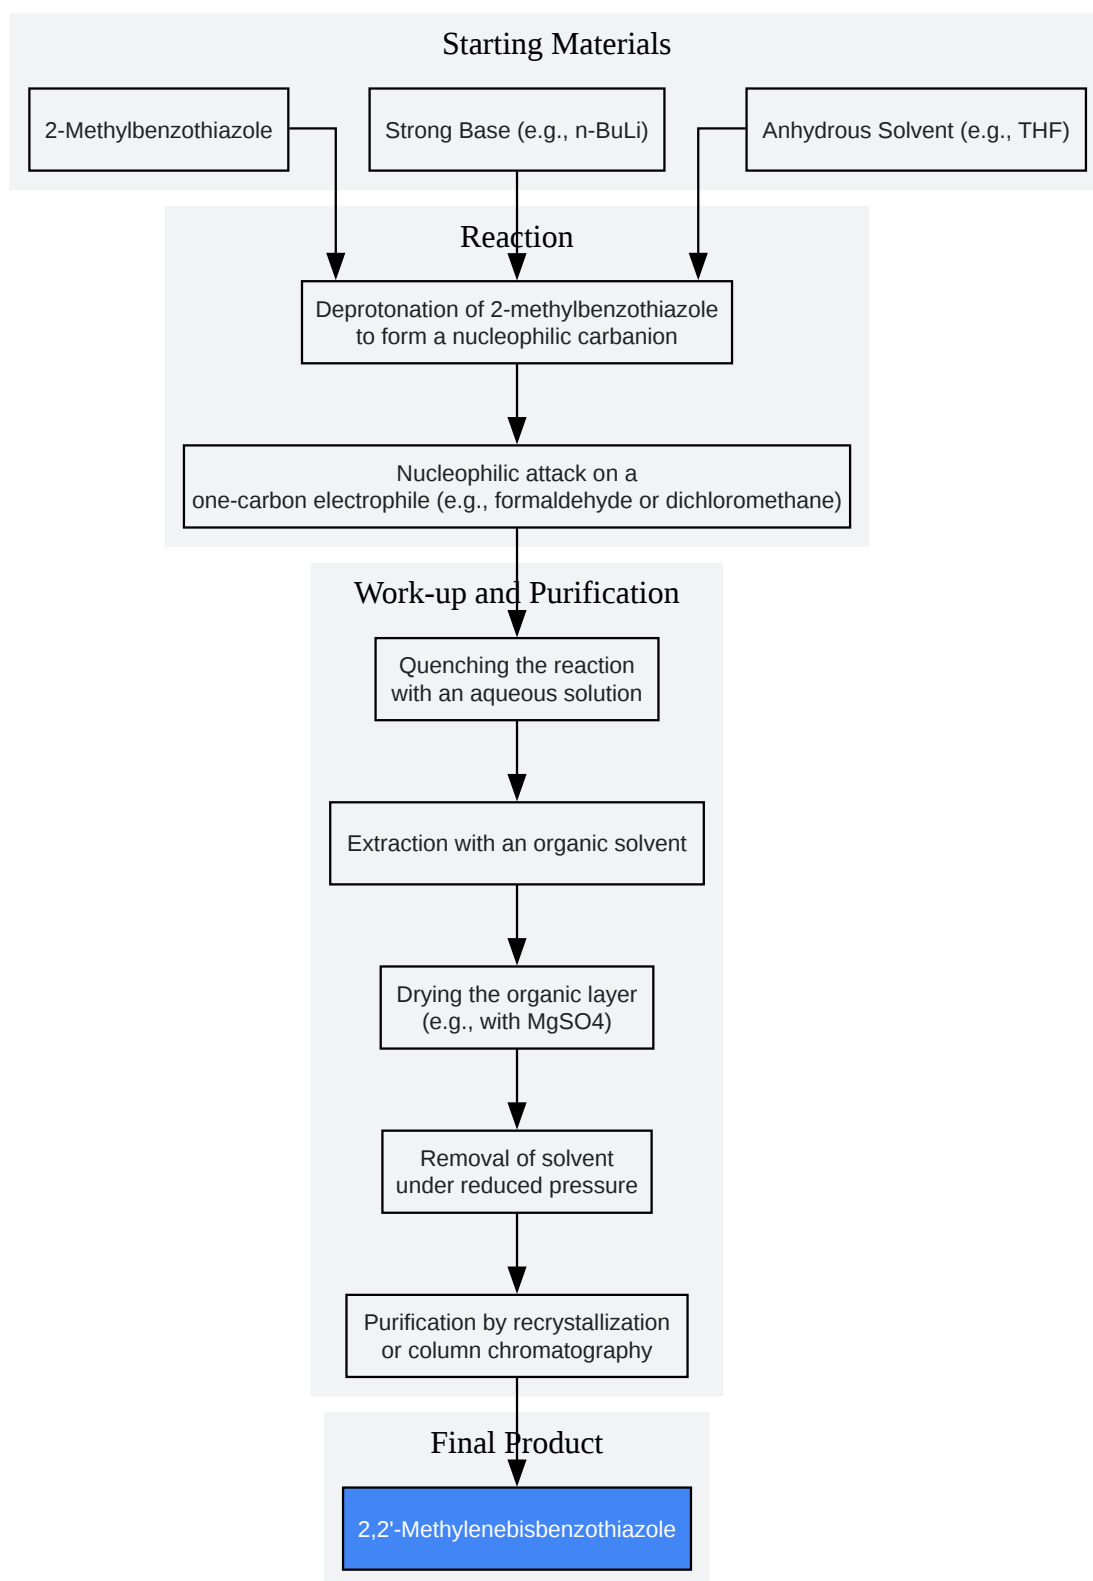 Starting Materials
2-Methylbenzothiazole
Strong Base (e.g., n-BuLi)
Anhydrous Solvent (e.g., THF)
Reaction
Deprotonation of 2-methylbenzothiazole
to form a nucleophilic carbanion
Nucleophilic attack on a
one-carbon electrophile (e.g., formaldehyde or dichloromethane)
Work-up and Purification
Quenching the reaction
with an aqueous solution
Extraction with an organic solvent
Drying the organic layer
(e.g., with MgSO4)
Removal of solvent
under reduced pressure
Purification by recrystallization
or column chromatography
Final Product
2,2'-Methylenebisbenzothiazole